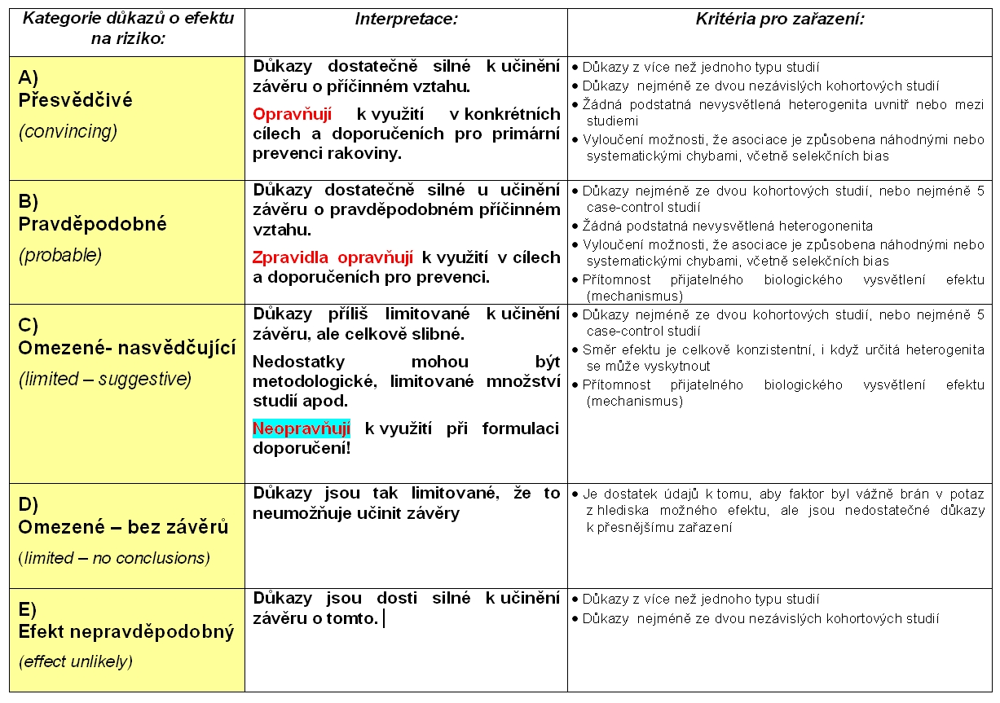 Kategorie důkazů o efektu
na riziko:
Interpretace:
Kritéria pro zařazení:
A)
Přesvědčivé
(convincing)
Důkazy dostatečně silné k učinění
závěru o příčinném vztahu.
Opravňují k využití v konkrétních
cílech a doporučeních pro primární
prevenci rakoviny.
• Důkazy z více než jednoho typu studií
• Důkazy nejméně ze dvou nezávislých kohortových studií
• Žádná podstatná nevysvětlená heterogenita uvnitř nebo mezi
studiemi
• Vyloučení možnosti, že asociace je způsobena náhodnými nebo
systematickými chybami, včetně selekčních bias
B)
Pravděpodobné
(probable)
Důkazy dostatečně silné u učinění
závěru o pravděpodobném příčinném
vztahu.
Zpravidla opravňují k využití v cílech
a doporučeních pro prevenci.
• Důkazy nejméně ze dvou kohortových studií, nebo nejméně 5
case-control studií
• Žádná podstatná nevysvětlená heterogonenita
• Vyloučení možnosti, že asociace je způsobena náhodnými nebo
systematickými chybami, včetně selekčních bias
• Přítomnost přijatelného biologického vysvětlení efektu
(mechanismus)
C)
Omezené- nasvědčující
(limited – suggestive)
Důkazy příliš limitované k učinění
závěru, ale celkově slibné.
Nedostatky mohou být
metodologické, limitované množství
studií apod.
Neopravňují k využití při formulaci
doporučení!
• Důkazy nejméně ze dvou kohortových studií, nebo nejméně 5
case-control studií
• Směr efektu je celkově konzistentní, i když určitá heterogenita
se může vyskytnout
• Přítomnost přijatelného biologického vysvětlení efektu
(mechanismus)
D)
Omezené – bez závěrů
(limited – no conclusions)
Důkazy jsou tak limitované, že to
neumožňuje učinit závěry
• Je dostatek údajů k tomu, aby faktor byl vážně brán v potaz
z hlediska možného efektu, ale jsou nedostatečné důkazy
k přesnějšímu zařazení
E)
Efekt nepravděpodobný
(effect unlikely)
Důkazy jsou dosti silné k učinění
závěru o tomto.
• Důkazy z více než jednoho typu studií
• Důkazy nejméně ze dvou nezávislých kohortových studií